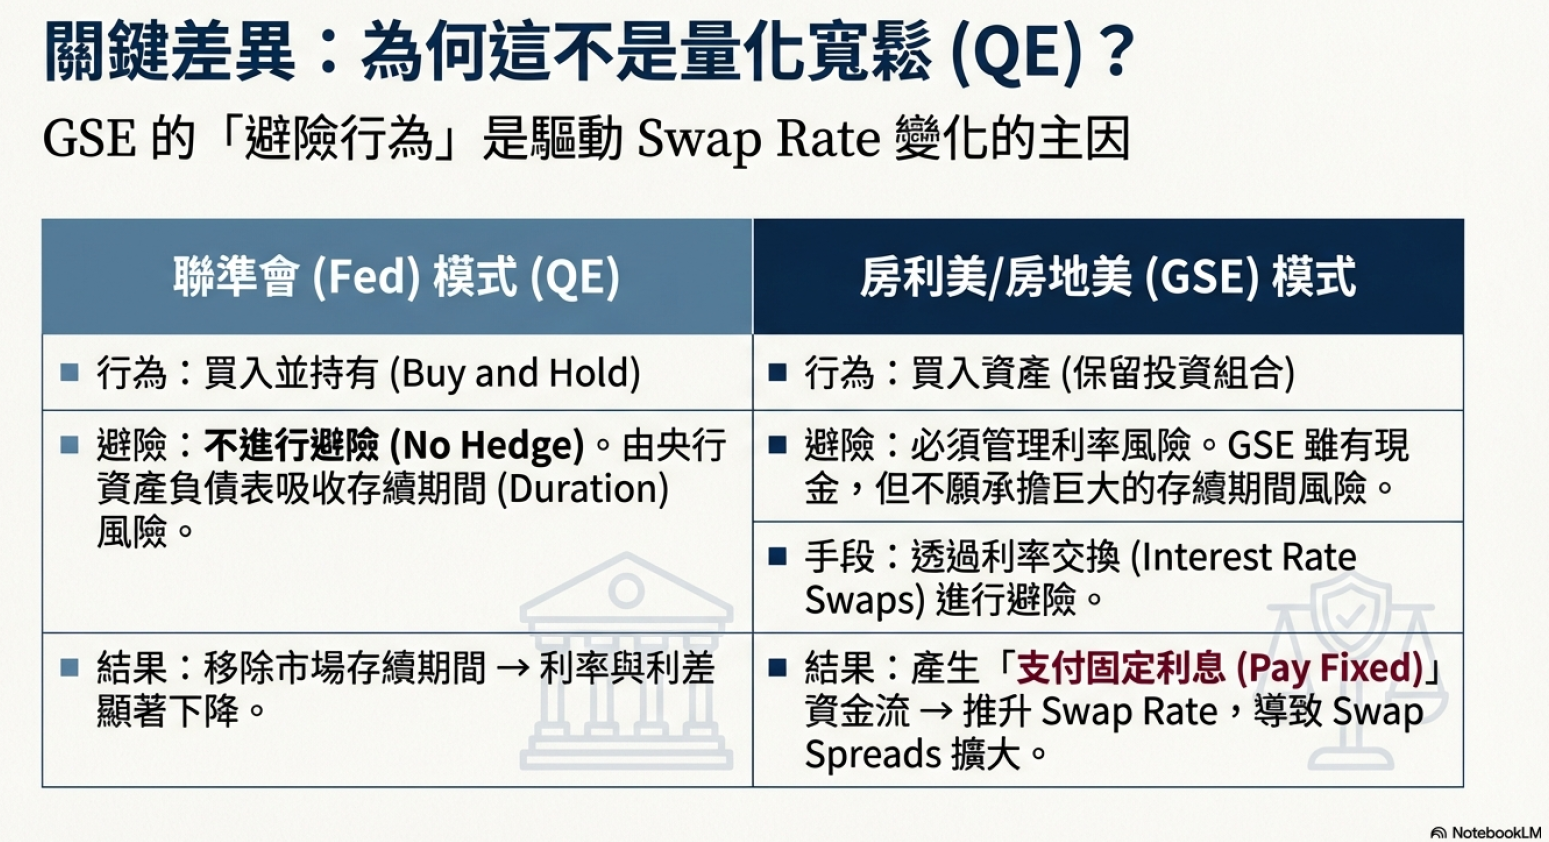 關鍵差異：為何這不是量化寬鬆 (QE)？
GSE 的「避險行為」是驅動 Swap Rate 變化的主因
聯準會 (Fed) 模式 (QE)
行為：買入並持有 (Buy and Hold)
避險：不進行避險 (No Hedge)。由央行
資產負債表吸收存續期間 (Duration)
風險。
結果：移除市場存續期間 → 利率與利差
顯著下降。
房利美/房地美 (GSE) 模式
行為：買入資產 (保留投資組合)
避險：必須管理利率風險。GSE 雖有現
金，但不願承擔巨大的存續期間風險。
手段：透過利率交換 (Interest Rate
Swaps) 進行避險。
結果：產生「支付固定利息 (Pay Fixed)」
資金流 → 推升 Swap Rate，導致 Swap
Spreads 擴大。
NotebookLM